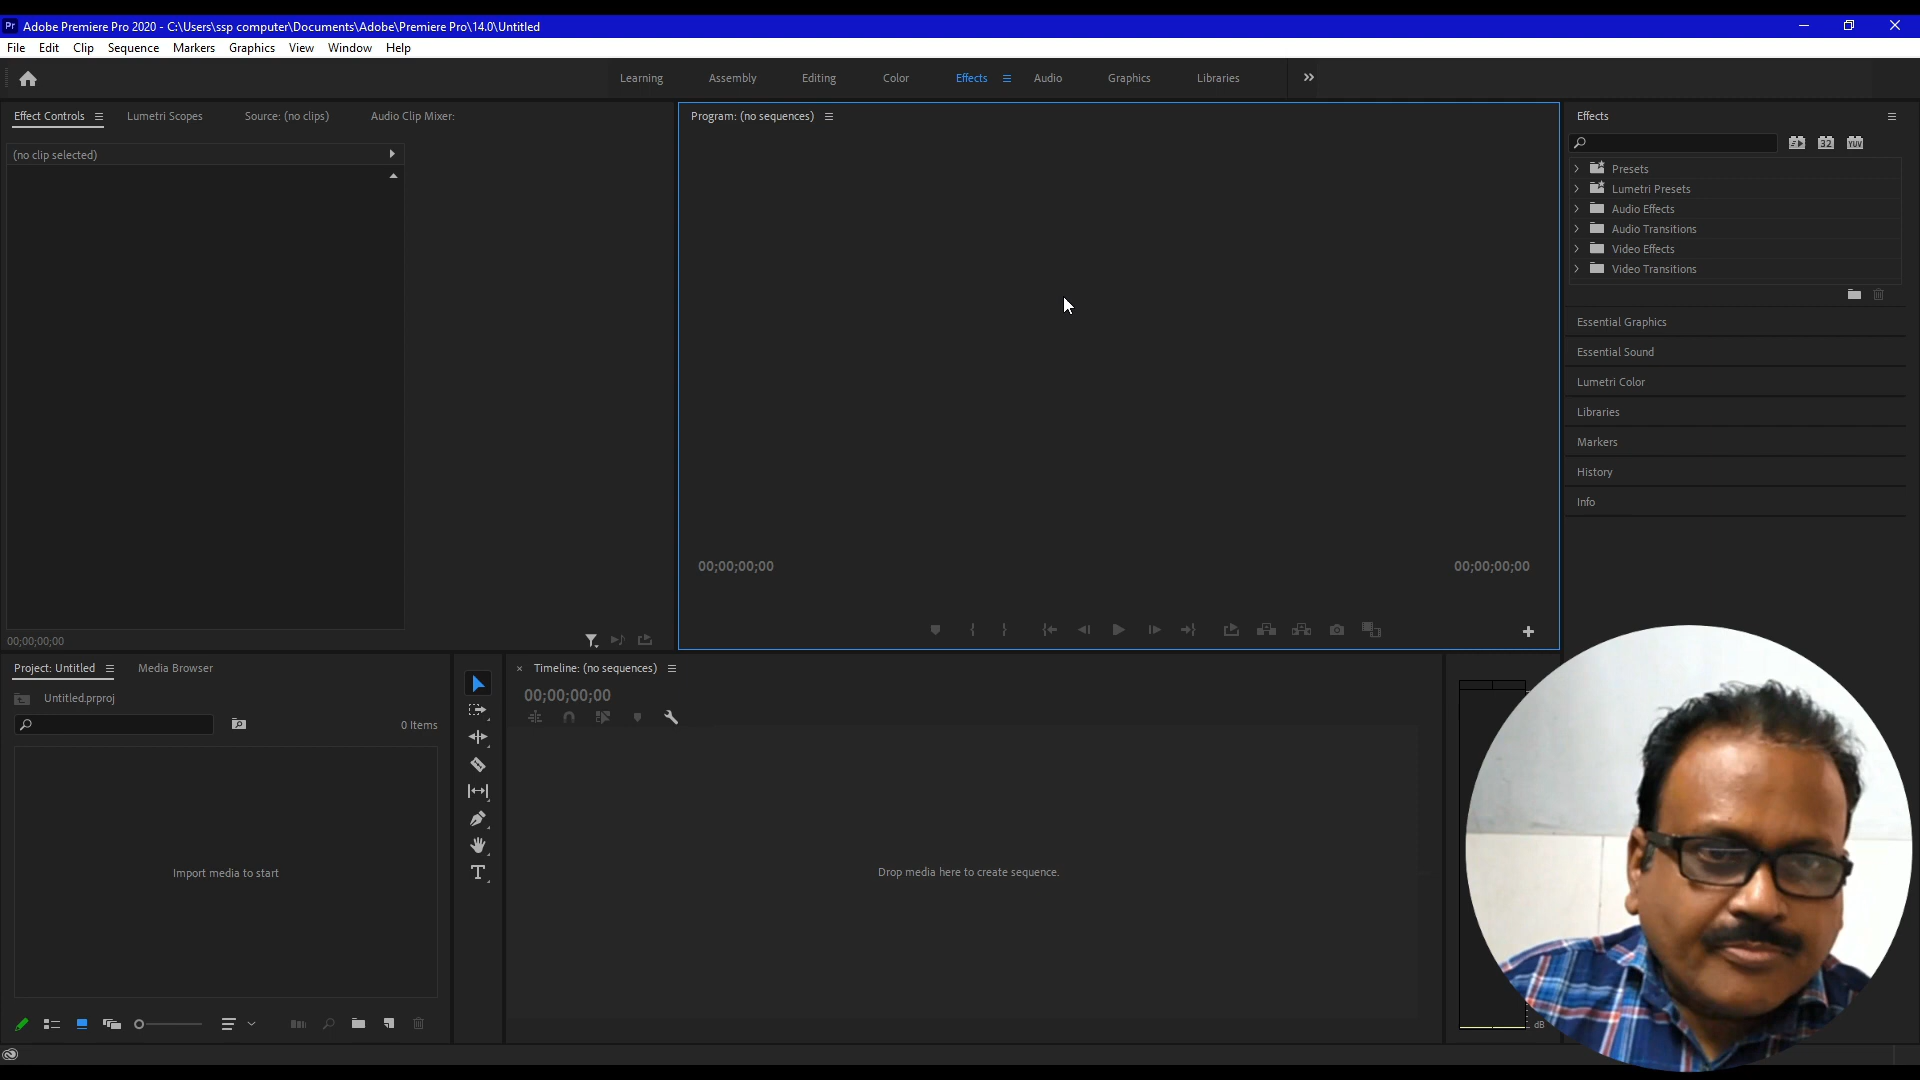 Pr Adobe Premiere Pro 2020 - C:\Users\ssp computer\Documents\Adobe\Premiere Pro\14.0\Untitled
File Edit Clip Sequence Markers Graphics View Window Help
Learning Assembly Editing Color Effects Audio Graphics Libraries
Effect Controls Lumetri Scopes Source: (no clips) Audio Clip Mixer:
(no clip selected)
00;00;00;00
Program: (no sequences)
00;00;00;00 00;00;00;00
Effects
32 YUV
Presets
Lumetri Presets
Audio Effects
Audio Transitions
Video Effects
Video Transitions
Essential Graphics
Essential Sound
Lumetri Color
Libraries
Markers
History
Info
Project: Untitled Media Browser
Untitled.prproj
0 Items
Import media to start
Timeline: (no sequences)
00;00;00;00
Drop media here to create sequence.
dB